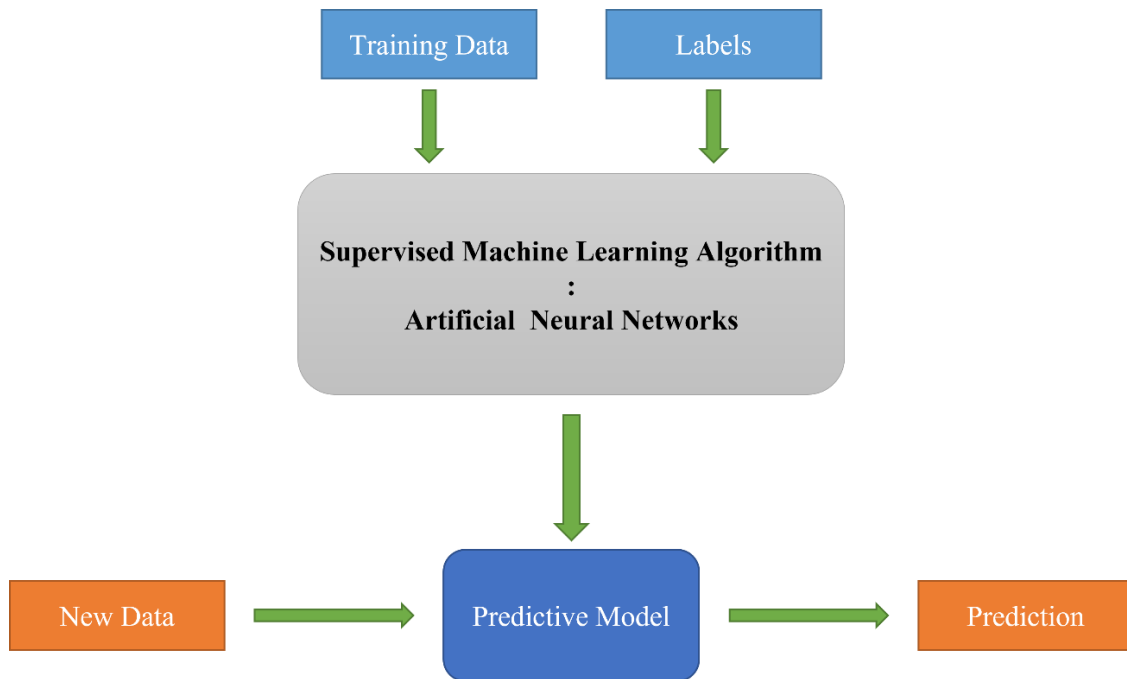 Training Data
Labels
Supervised Machine Learning Algorithm
:
Artificial Neural Networks
New Data
Predictive Model
Prediction